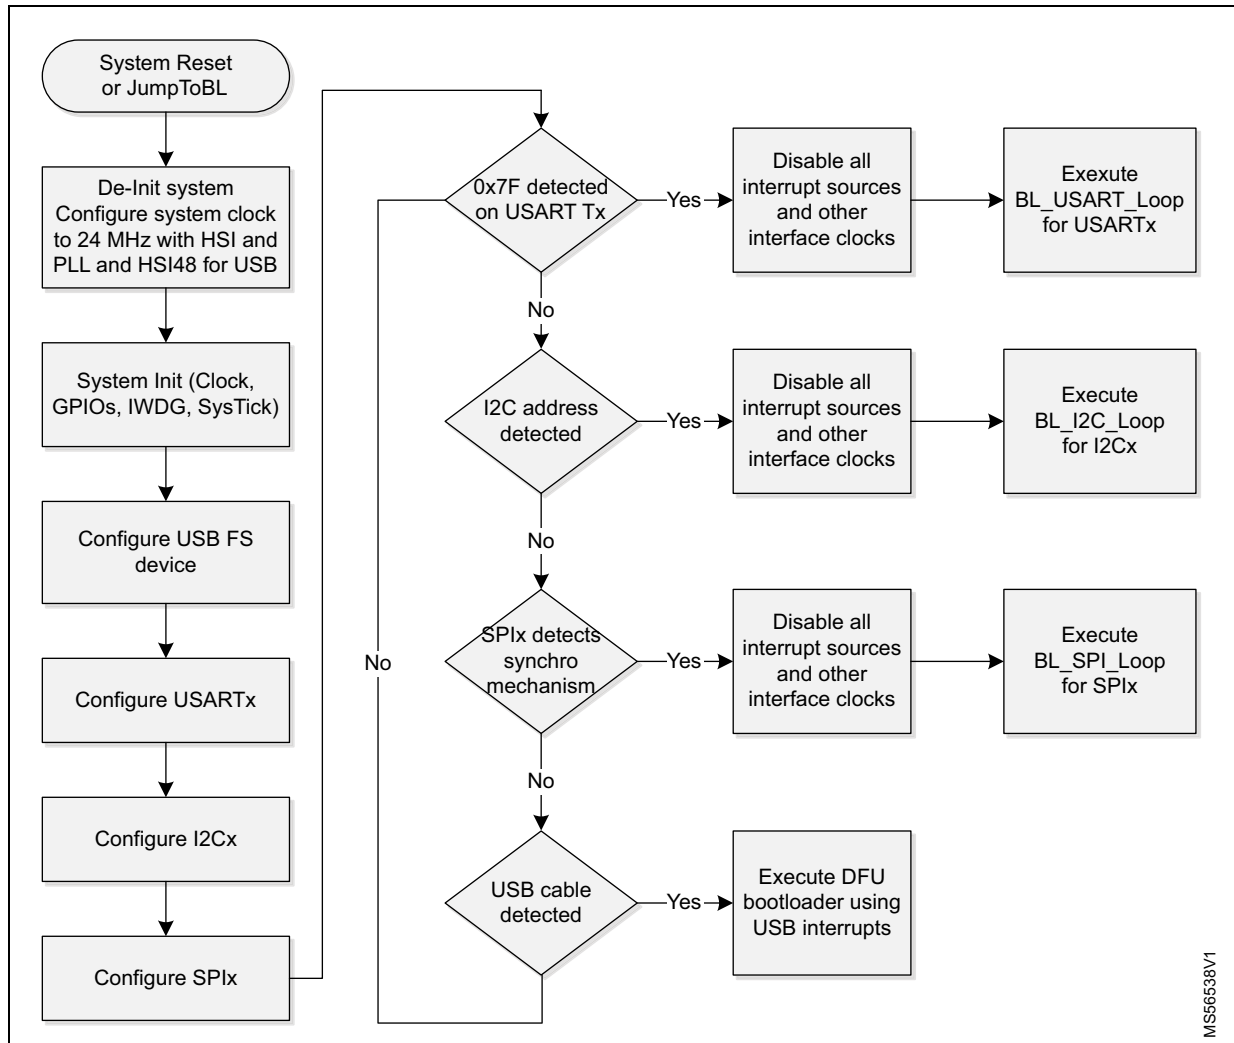 System Reset
or JumpToBL
De-Init system
Configure system clock
to 24 MHz with HSI and
PLL and HSI48 for USB
System Init (Clock,
GPIOs, IWDG, SysTick)
Configure USB FS
device
Configure USARTx
Configure I2Cx
Configure SPIx
0x7F detected
on USART Tx
Yes
Disable all
interrupt sources
and other
interface clocks
Exexute
BL_USART_Loop
for USARTx
No
I2C address
detected
Yes
Disable all
interrupt sources
and other
interface clocks
Execute
BL_I2C_Loop
for I2Cx
No
SPIx detects
synchro
mechanism
Yes
Disable all
interrupt sources
and other
interface clocks
Execute
BL_SPI_Loop
for SPIx
No
No
USB cable
detected
Yes
Execute DFU
bootloader using
USB interrupts
MS56538V1